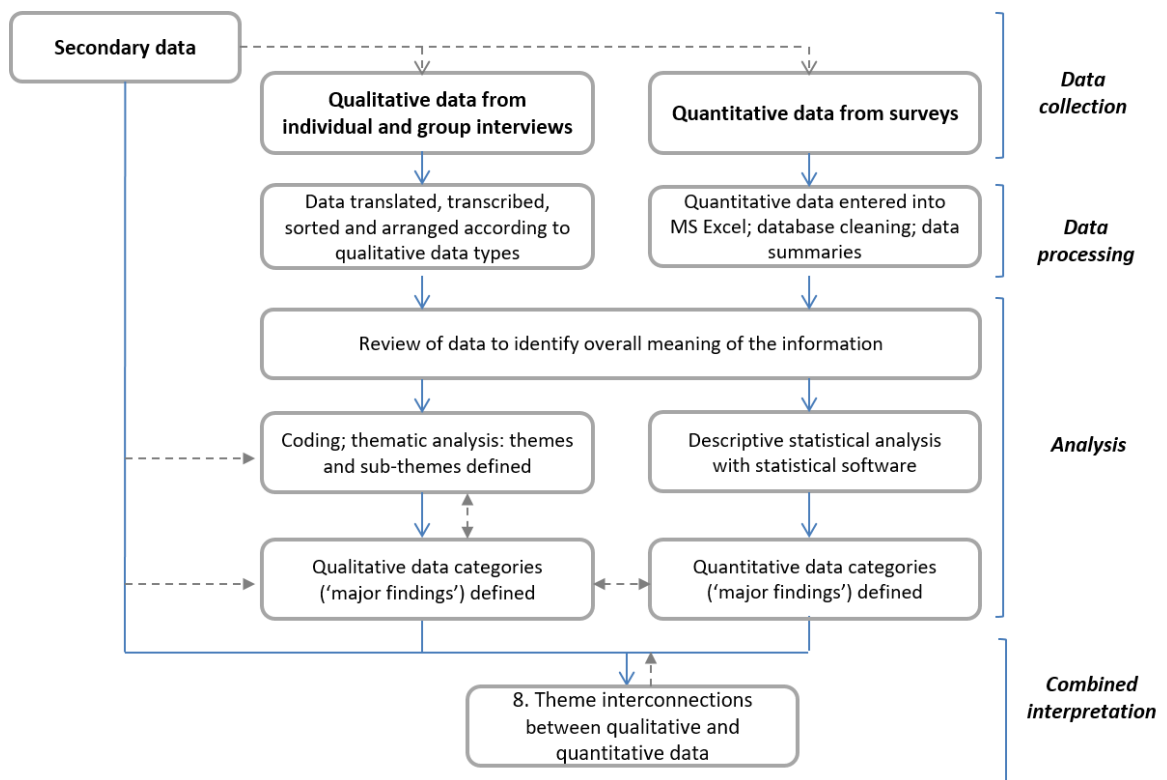 Secondary data
Data
collection
Qualitative data from
individual and group interviews
Quantitative data from surveys
Data translated, transcribed,
sorted and arranged according to
qualitative data types
Quantitative data entered into
MS Excel; database cleaning; data
summaries
Data
processing
Review of data to identify overall meaning of the information
Coding; thematic analysis: themes
and sub-themes defined
Descriptive statistical analysis
with statistical software
Analysis
Qualitative data categories
(‘major findings’) defined
Quantitative data categories
(‘major findings’) defined
8. Theme interconnections
between qualitative and
quantitative data
Combined
interpretation